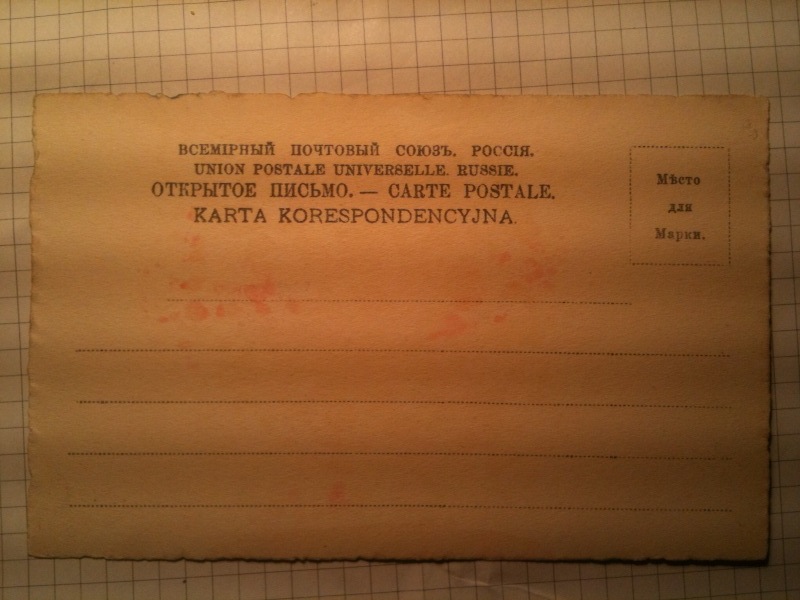 ВСЕМІРНЫЙ ПОЧТОВЫЙ СОЮЗЪ. РОССІЯ.
UNION POSTALE UNIVERSELLE. RUSSIE.
ОТКРЫТОЕ ПИСЬМО. — CARTE POSTALE.
KARTA KORESPONDENCYJNA.
Мѣсто
для
Марки.